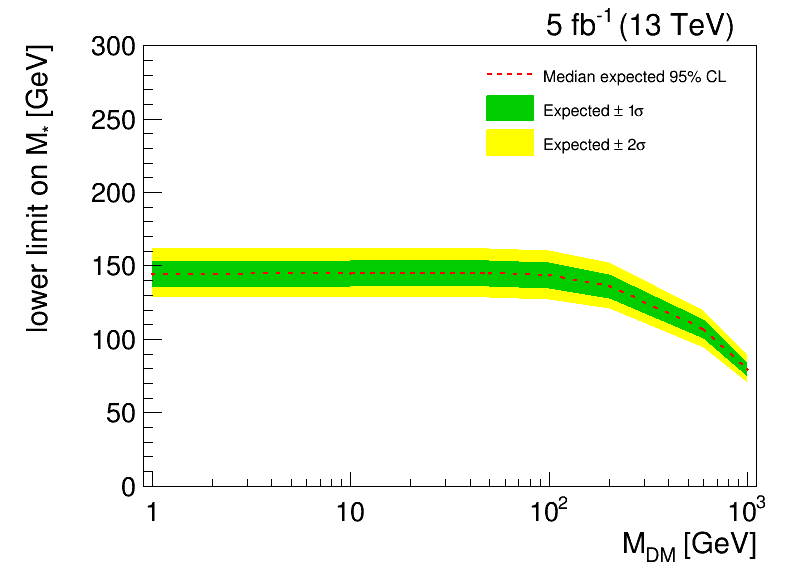 5 fb⁻¹ (13 TeV)
lower limit on M* [GeV]
300
250
200
150
100
50
0
Median expected 95% CL
Expected ± 1σ
Expected ± 2σ
1
10
10²
10³
M_DM [GeV]